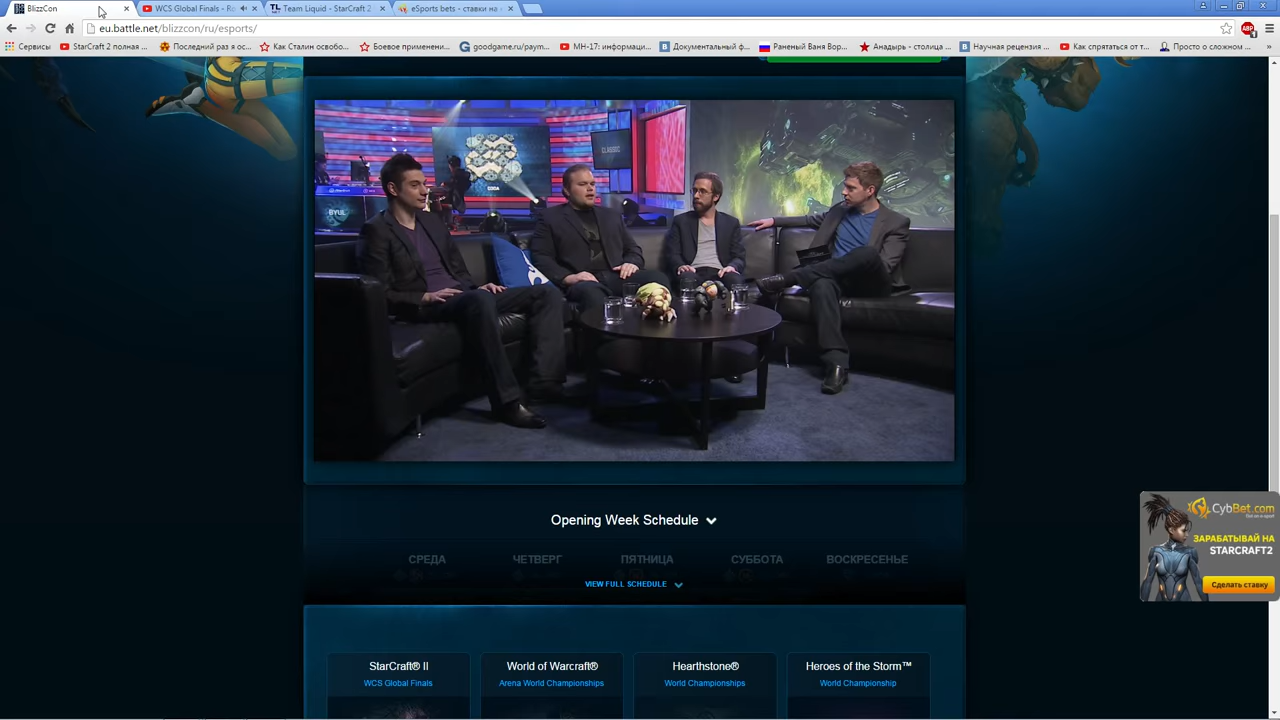 BlizzCon
WCS Global Finals - Ro
Team Liquid - StarCraft 2
eSports bets - ставки на к
eu.battle.net/blizzcon/ru/esports/
Сервисы
StarCraft 2 полная ...
Последний раз я ос...
Как Сталин освобо...
Боевое применени...
goodgame.ru/paym...
МН-17: информаци...
Документальный ф...
Раненый Ваня Вор...
Анадырь - столица ...
Научная рецензия ...
Как спрятаться от т...
Просто о сложном ...
»
CLASSIC
CODA
BYUL
Opening Week Schedule
СРЕДА
ЧЕТВЕРГ
ПЯТНИЦА
СУББОТА
ВОСКРЕСЕНЬЕ
VIEW FULL SCHEDULE
CybBet.com
ЗАРАБАТЫВАЙ НА
STARCRAFT2
Сделать ставку
StarCraft® II
World of Warcraft®
Hearthstone®
Heroes of the Storm™
WCS Global Finals
Arena World Championships
World Championships
World Championship